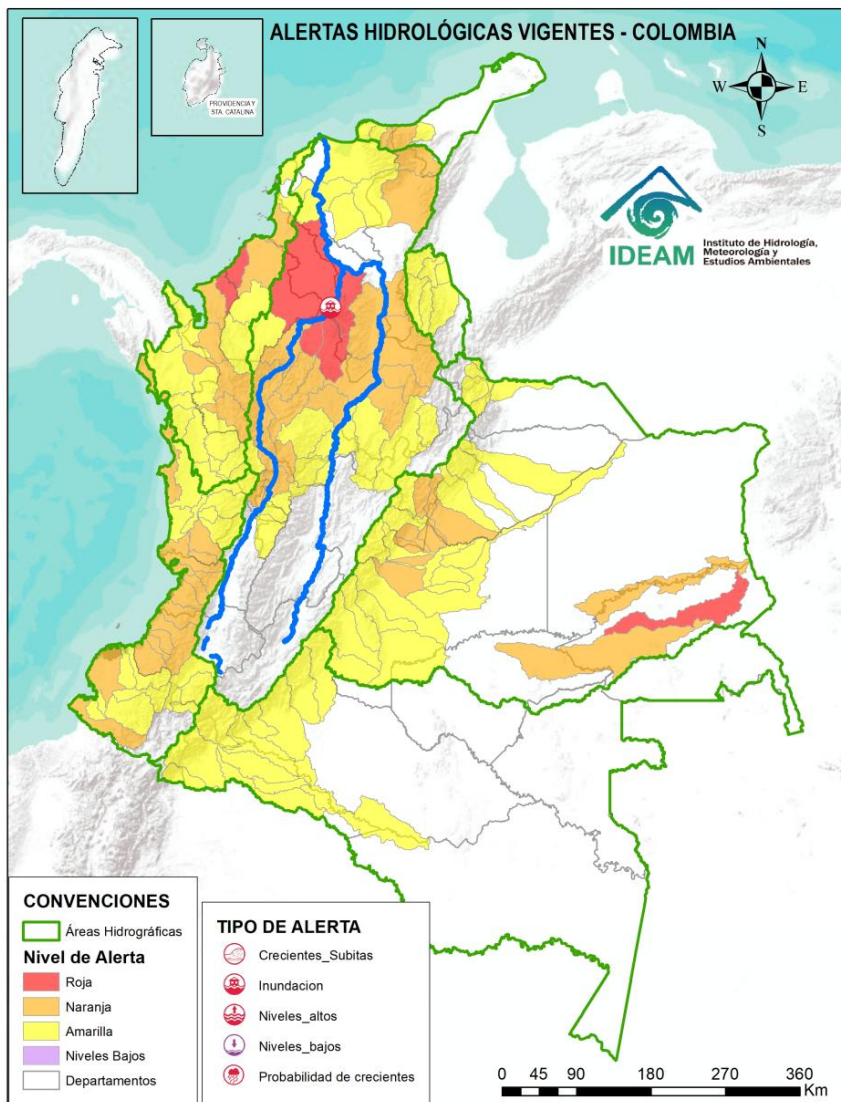 ALERTAS HIDROLÓGICAS VIGENTES - COLOMBIA
PROVIDENCIA Y
STA. CATALINA
N
W
E
S
IDEAM
Instituto de Hidrología,
Meteorología y
Estudios Ambientales
CONVENCIONES
Áreas Hidrográficas
Nivel de Alerta
Roja
Naranja
Amarilla
Niveles Bajos
Departamentos
TIPO DE ALERTA
Crecientes_Subitas
Inundacion
Niveles_altos
Niveles_bajos
Probabilidad de crecientes
0 45 90 180 270 360
Km